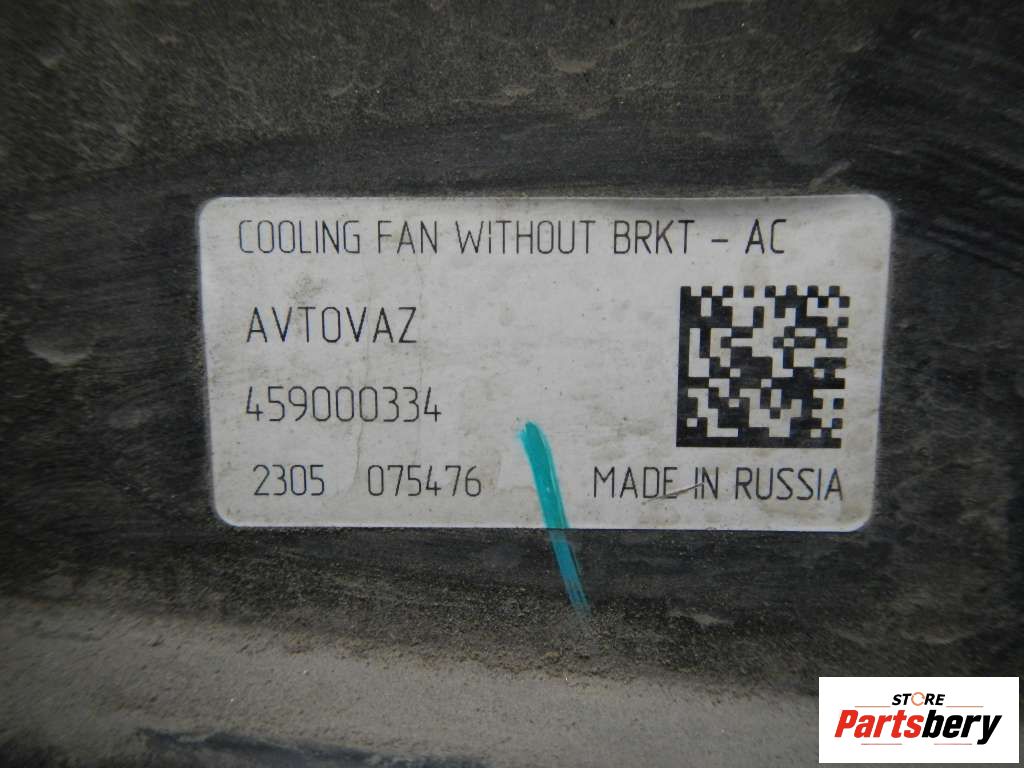 COOLING FAN WITHOUT BRKT - AC
AVTOVAZ
459000334
2305 075476 MADE IN RUSSIA
STORE
Partsbery